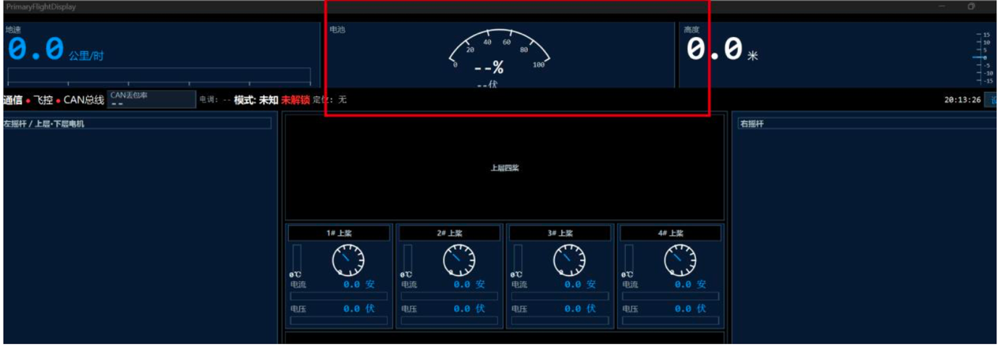 PrimaryFlightDisplay
地速
0.0 公里/时
电池
0 20 40 60 80 100
--%
--伏
高度
0.0 米
15
10
5
0
-5
-10
-15
通信 飞控 CAN总线
CAN丢包率
--
电调: -- 模式: 未知 未解锁 定位: 无
20:13:26
左摇杆 / 上层·下层电机
上层四桨
右摇杆
1# 上桨
2# 上桨
3# 上桨
4# 上桨
0
0
0
0
0℃
0℃
0℃
0℃
电流 0.0 安
电流 0.0 安
电流 0.0 安
电流 0.0 安
电压 0.0 伏
电压 0.0 伏
电压 0.0 伏
电压 0.0 伏